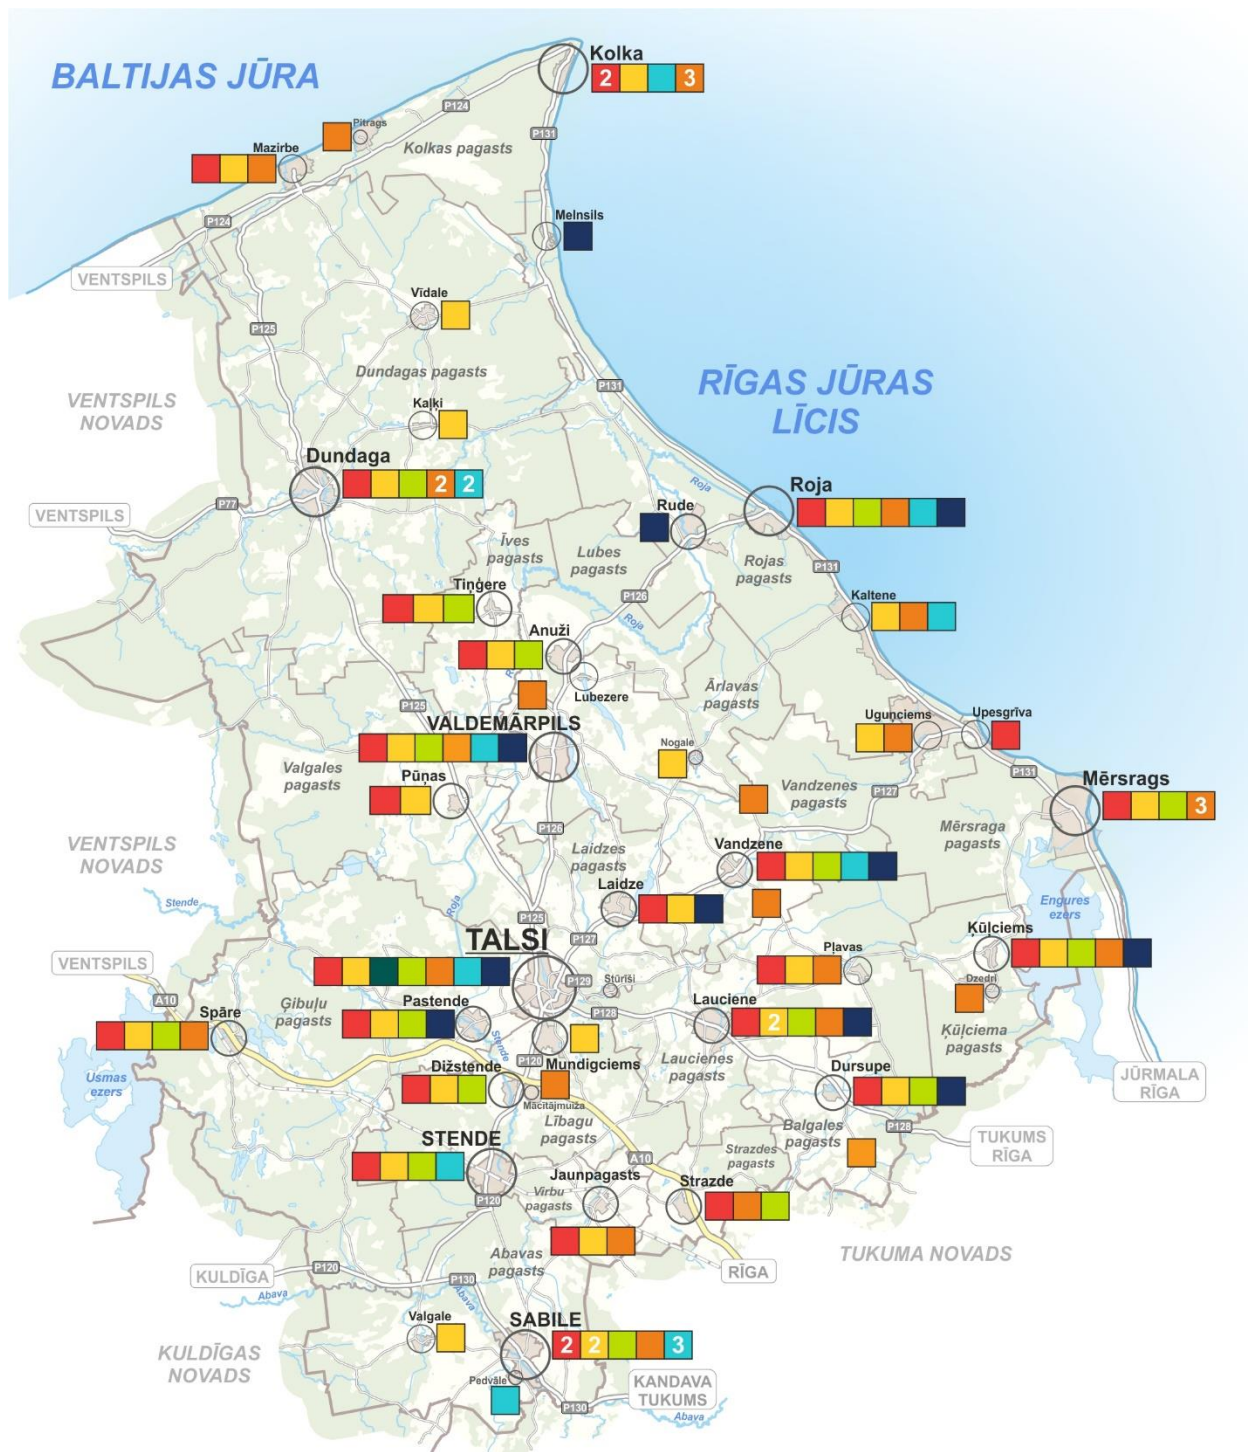 Kolka
2 3
BALTIJAS JŪRA
P124
Pitrags
P131
Mazirbe
Kolkas pagasts
P124
Melnsils
VENTSPILS
Vīdale
P125
Dundagas pagasts
P131
RĪGAS JŪRAS
LĪCIS
VENTSPILS
NOVADS
Kaļķi
Dundaga
2 2
Roja
Roja
P77
VENTSPILS
Rude
Īves
pagasts
Lubes
pagasts
Rojas
pagasts
P131
Tiņģere
P126
Kaltene
Roja
Anuži
Lubezere
Ārlavas
pagasts
P125
VALDEMĀRPILS
Uguņciems
Upesgrīva
Nogale
Valgales
pagasts
Pūņas
P131
Mērsrags
3
Vandzenes
pagasts
P127
P126
Mērsraga
pagasts
VENTSPILS
NOVADS
Laidzes
pagasts
Vandzene
Laidze
Stende
Roja
P125
Engures
ezers
TALSI
P127
Ķūļciems
VENTSPILS
Pļavas
P129
Stūrīši
Dzedri
A10
Spāre
Ģibuļu
pagasts
Pastende
P128
Lauciene
2
Stende
Ķūļciema
pagasts
P120
Mundigciems
Laucienes
pagasts
Usmas
ezers
Dižstende
Dursupe
JŪRMALA
RĪGA
Mācītājmuiža
Lībagu
pagasts
Balgales
pagasts
P128
STENDE
Strazdes
pagasts
TUKUMS
RĪGA
A10
Jaunpagasts
Strazde
Virbu
pagasts
P120
Abavas
pagasts
TUKUMA NOVADS
KULDĪGA
P120
P130
RĪGA
Abava
Abava
Valgale
SABILE
2 2 3
KULDĪGAS
NOVADS
Pedvāle
KANDAVA
TUKUMS
P130
Abava